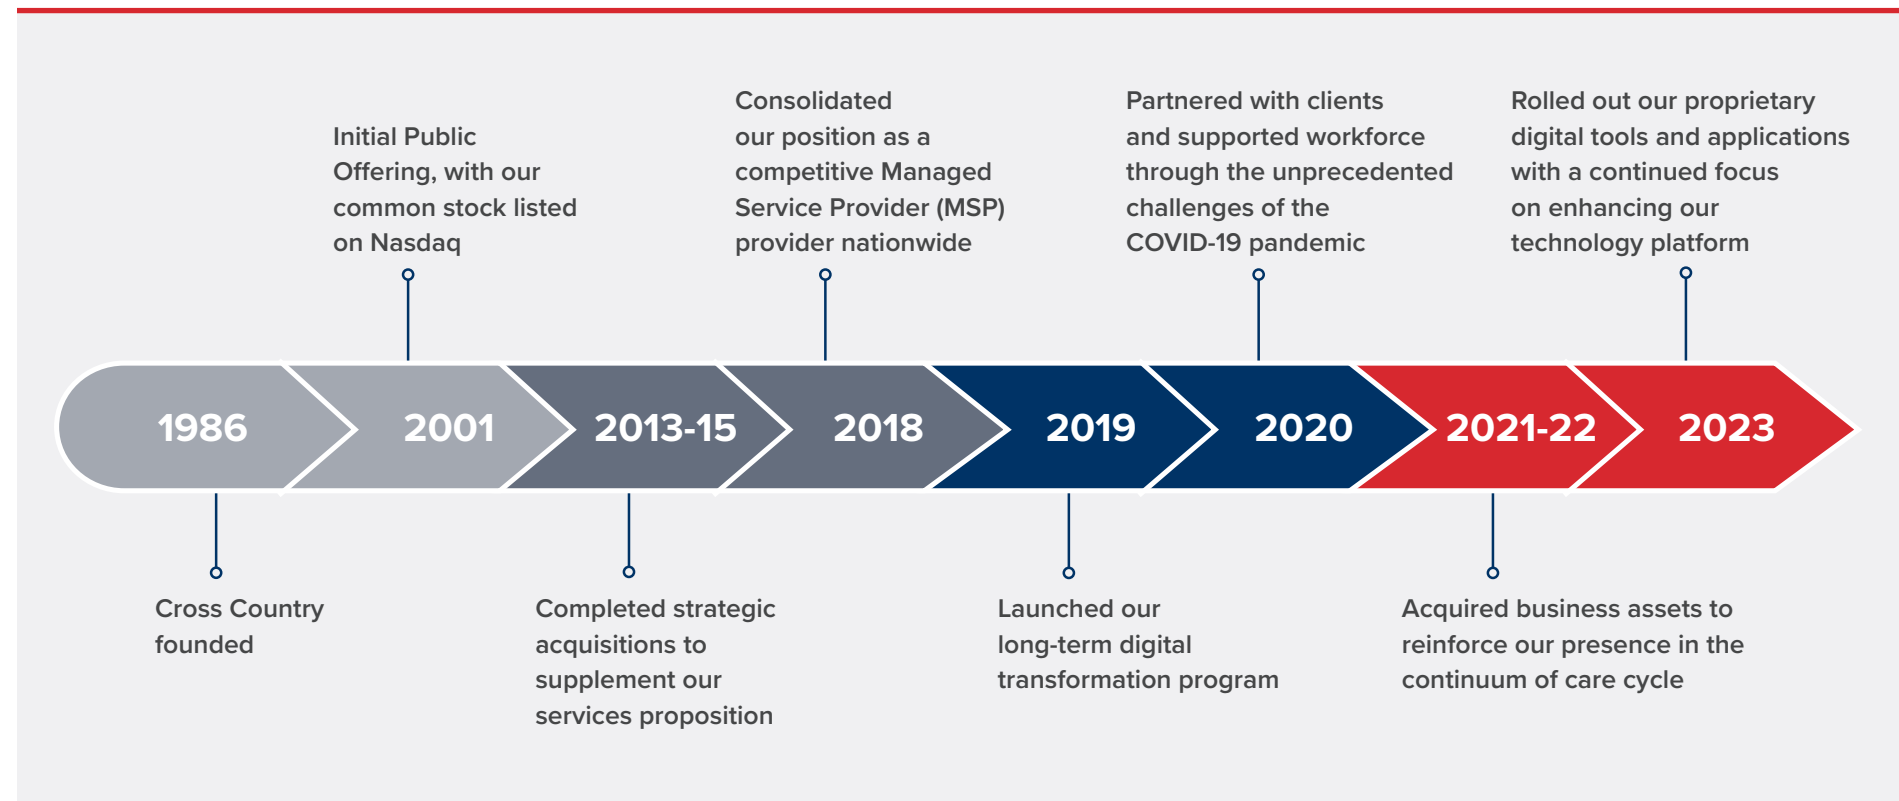 Initial Public
Offering, with our
common stock listed
on Nasdaq
Consolidated
our position as a
competitive Managed
Service Provider (MSP)
provider nationwide
Partnered with clients
and supported workforce
through the unprecedented
challenges of the
COVID-19 pandemic
Rolled out our proprietary
digital tools and applications
with a continued focus
on enhancing our
technology platform
1986
2001
2013-15
2018
2019
2020
2021-22
2023
Cross Country
founded
Completed strategic
acquisitions to
supplement our
services proposition
Launched our
long-term digital
transformation program
Acquired business assets to
reinforce our presence in the
continuum of care cycle